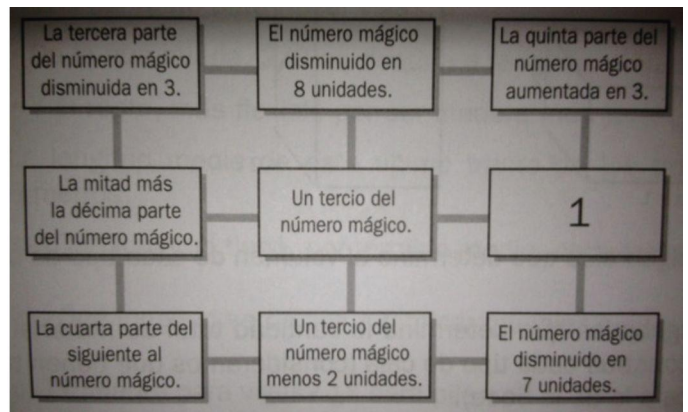 La tercera parte
del número mágico
disminuida en 3.
El número mágico
disminuido en
8 unidades.
La quinta parte del
número mágico
aumentada en 3.
La mitad más
la décima parte
del número mágico.
Un tercio del
número mágico.
1
La cuarta parte del
siguiente al
número mágico.
Un tercio del
número mágico
menos 2 unidades.
El número mágico
disminuido en
7 unidades.